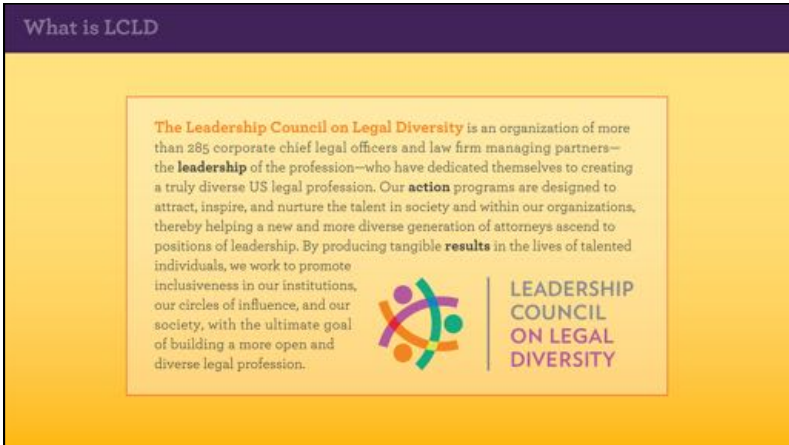 What is LCLD
The Leadership Council on Legal Diversity is an organization of more
than 285 corporate chief legal officers and law firm managing partners—
the leadership of the profession—who have dedicated themselves to creating
a truly diverse US legal profession. Our action programs are designed to
attract, inspire, and nurture the talent in society and within our organizations,
thereby helping a new and more diverse generation of attorneys ascend to
positions of leadership. By producing tangible results in the lives of talented
individuals, we work to promote
inclusiveness in our institutions,
our circles of influence, and our
society, with the ultimate goal
of building a more open and
diverse legal profession.
LEADERSHIP
COUNCIL
ON LEGAL
DIVERSITY